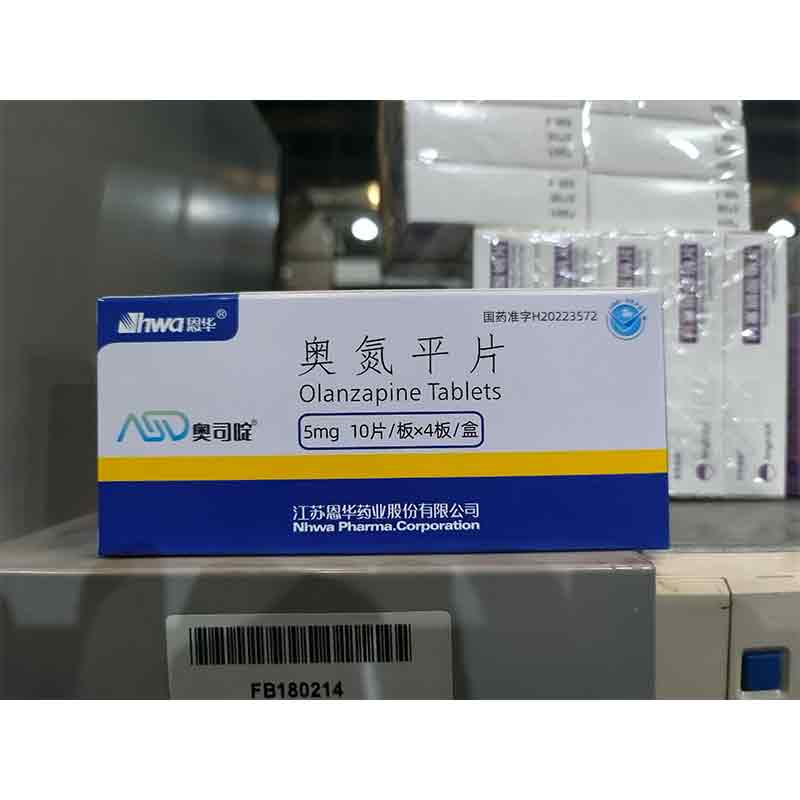 Nhwa恩华®
国药准字H20223572
奥氮平片
Olanzapine Tablets
奥司啶®
5mg 10片/板×4板/盒
江苏恩华药业股份有限公司
Nhwa Pharma.Corporation
FB180214